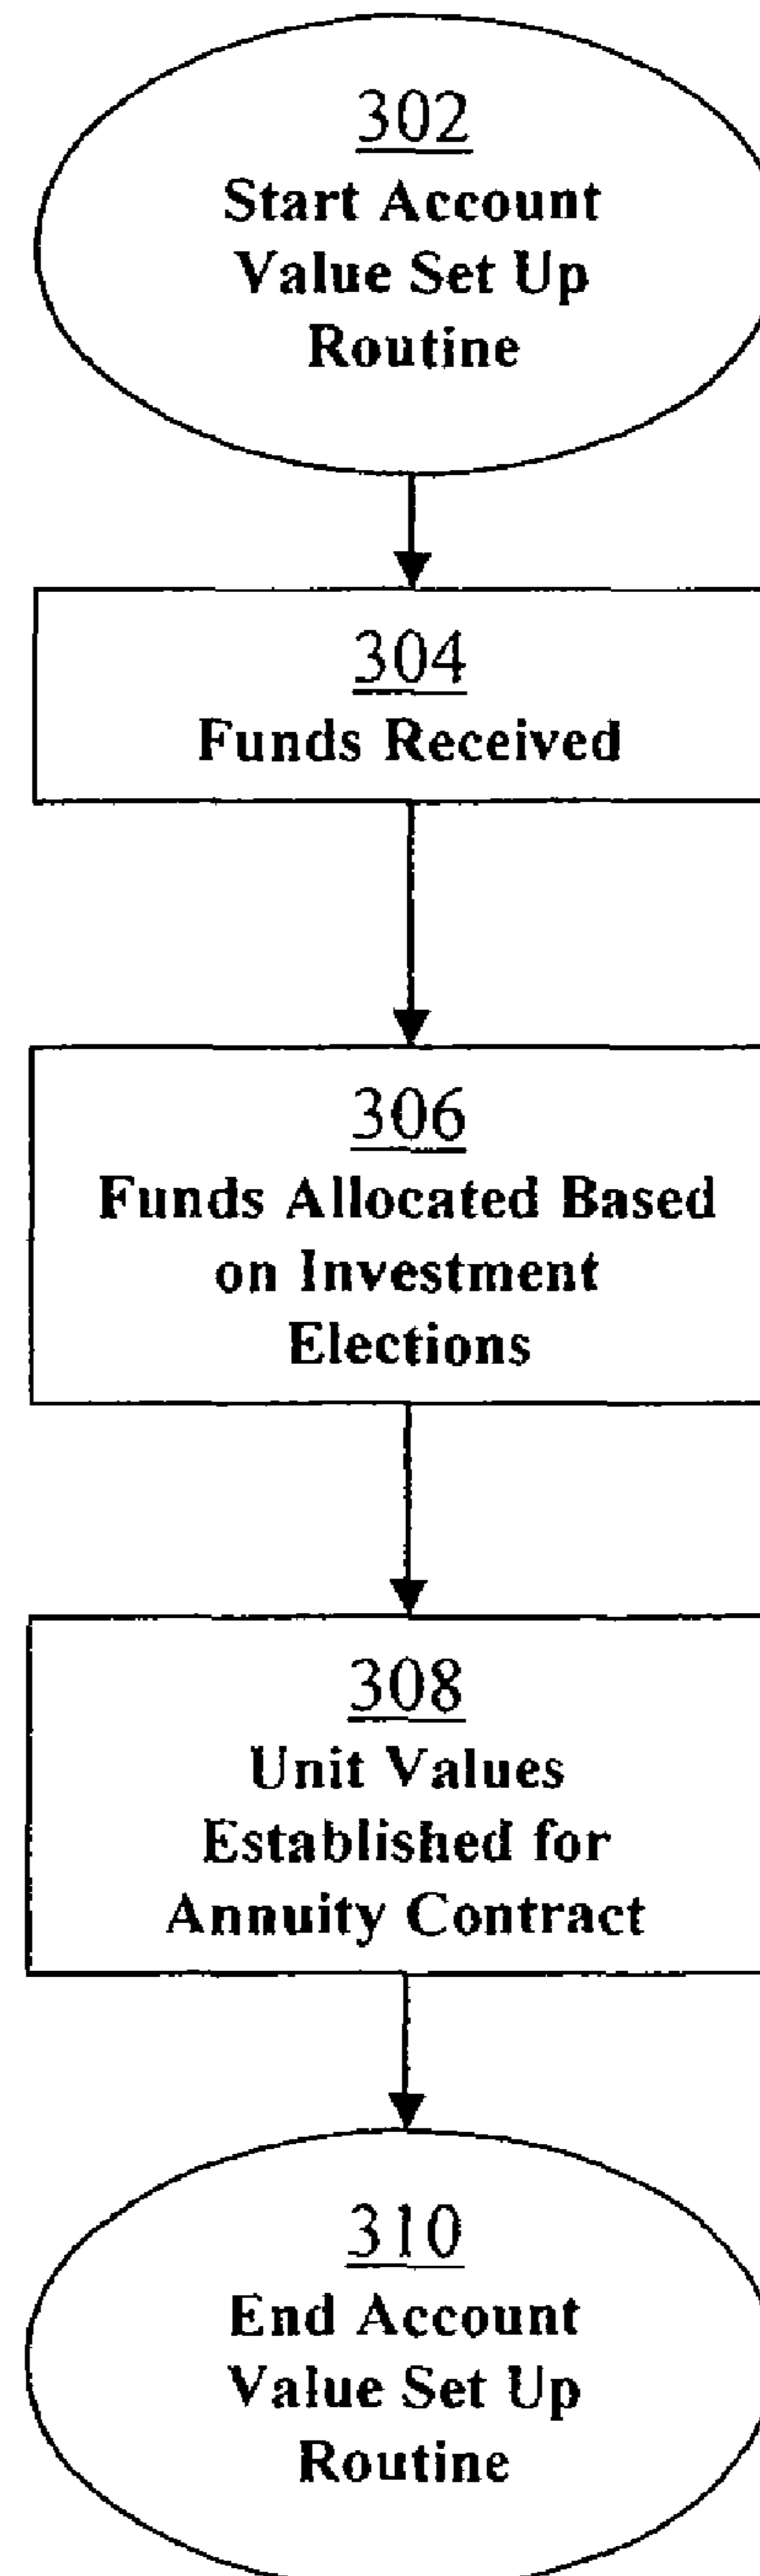 302
Start Account
Value Set Up
Routine
304
Funds Received
306
Funds Allocated Based
on Investment
Elections
308
Unit Values
Established for
Annuity Contract
310
End Account
Value Set Up
Routine